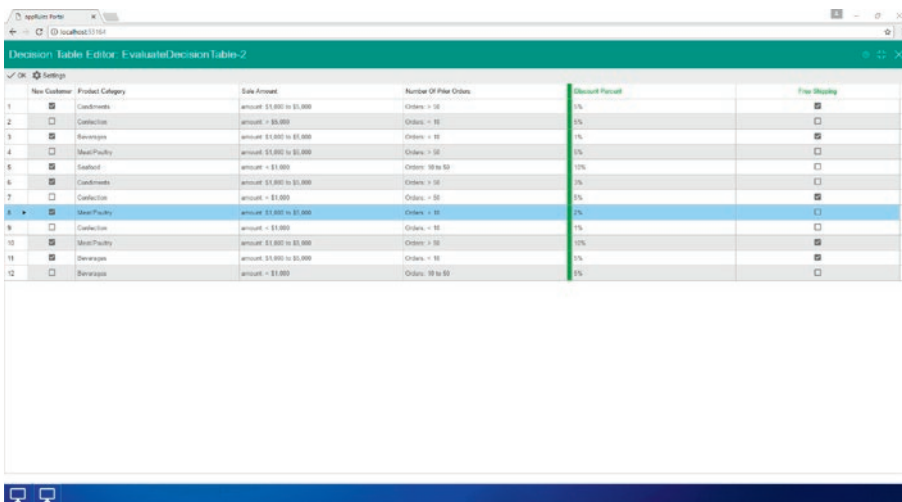 appRules Portal
localhost:53164
Decision Table Editor: EvaluateDecisionTable-2
OK Settings
New Customer Product Category Sale Amount Number Of Prior Orders Discount Percent Free Shipping
1 Condiments amount: $1,000 to $5,000 Orders: > 50 5%
2 Confection amount: > $5,000 Orders: < 10 5%
3 Beverages amount: $1,000 to $5,000 Orders: < 10 1%
4 Meat/Poultry amount: $1,000 to $5,000 Orders: > 50 5%
5 Seafood amount: < $1,000 Orders: 10 to 50 10%
6 Condiments amount: $1,000 to $5,000 Orders: > 50 3%
7 Confection amount: < $1,000 Orders: > 50 5%
8 Meat/Poultry amount: $1,000 to $5,000 Orders: < 10 2%
9 Confection amount: < $1,000 Orders: < 10 1%
10 Meat/Poultry amount: $1,000 to $5,000 Orders: > 50 10%
11 Beverages amount: $1,000 to $5,000 Orders: < 10 5%
12 Beverages amount: < $1,000 Orders: 10 to 50 5%